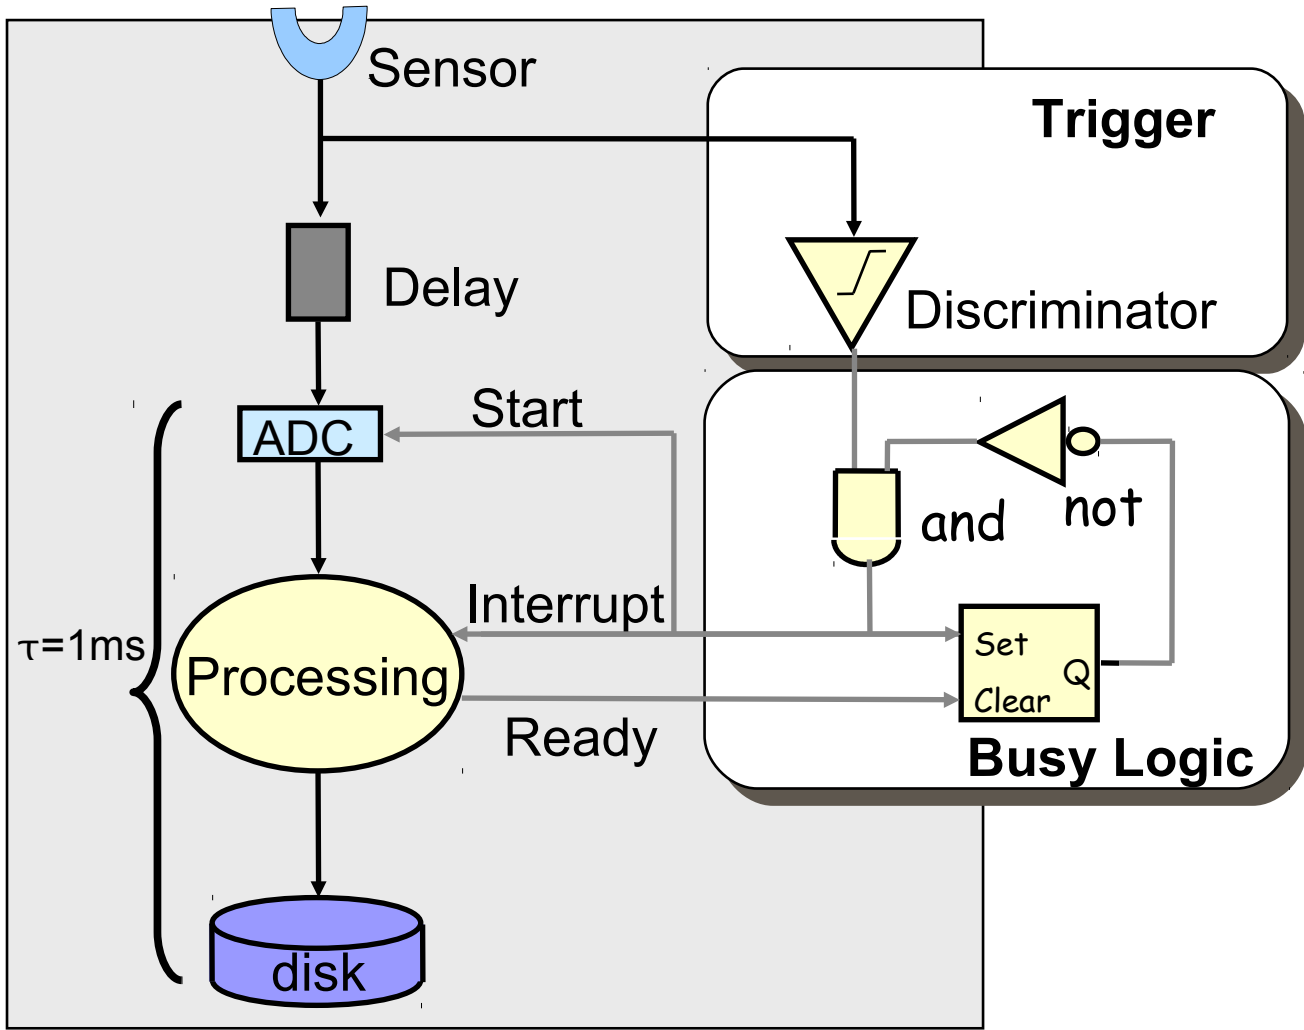 Sensor
Trigger
Delay
Discriminator
Start
ADC
and
not
Interrupt
τ=1ms
Processing
Set
Q
Clear
Ready
Busy Logic
disk